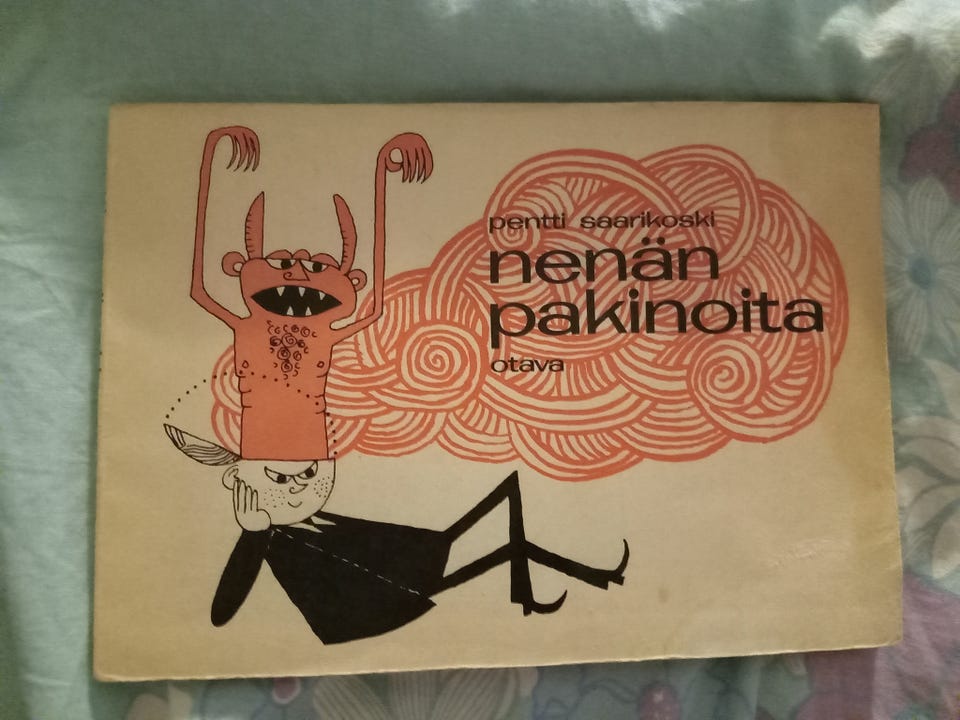 pentti saarikoski
nenän
pakinoita
otava